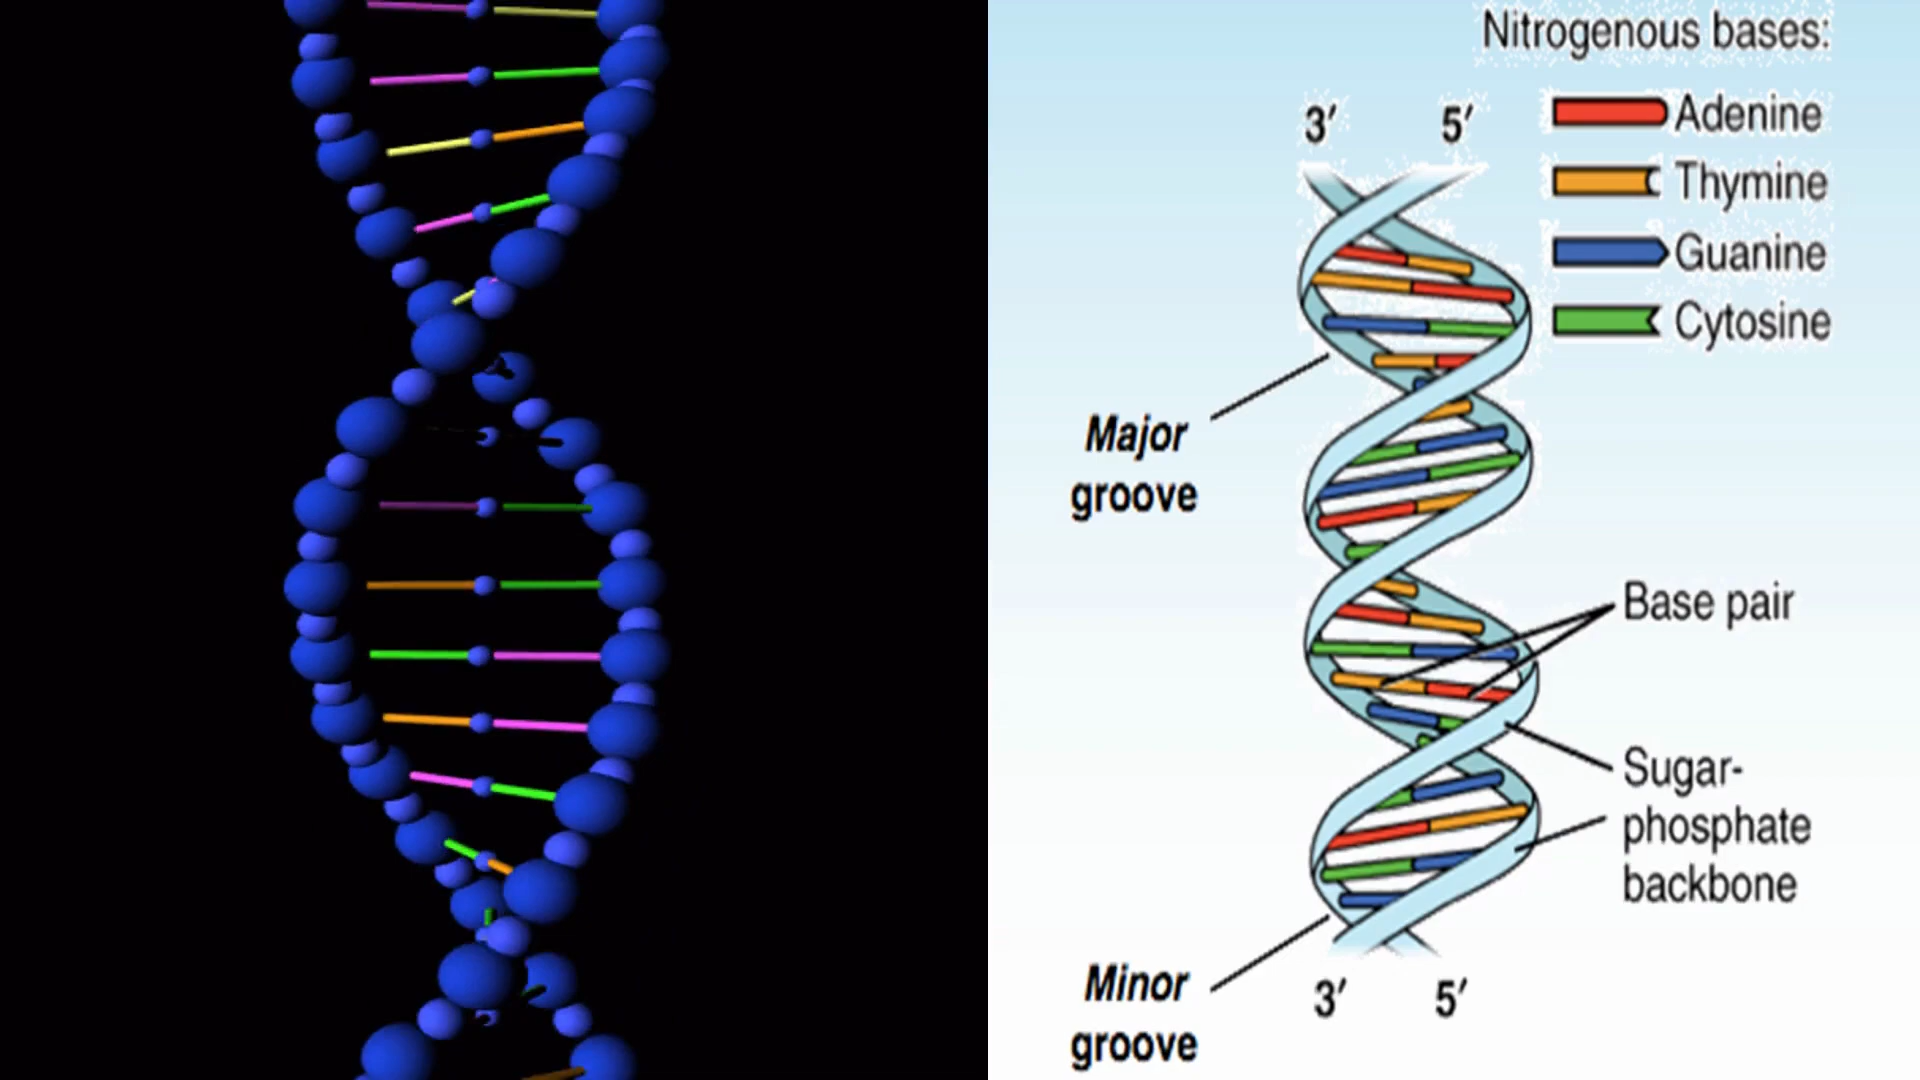 Nitrogenous bases:
3′ 5′
Adenine
Thymine
Guanine
Cytosine
Major
groove
Base pair
Sugar-
phosphate
backbone
Minor
groove
3′ 5′